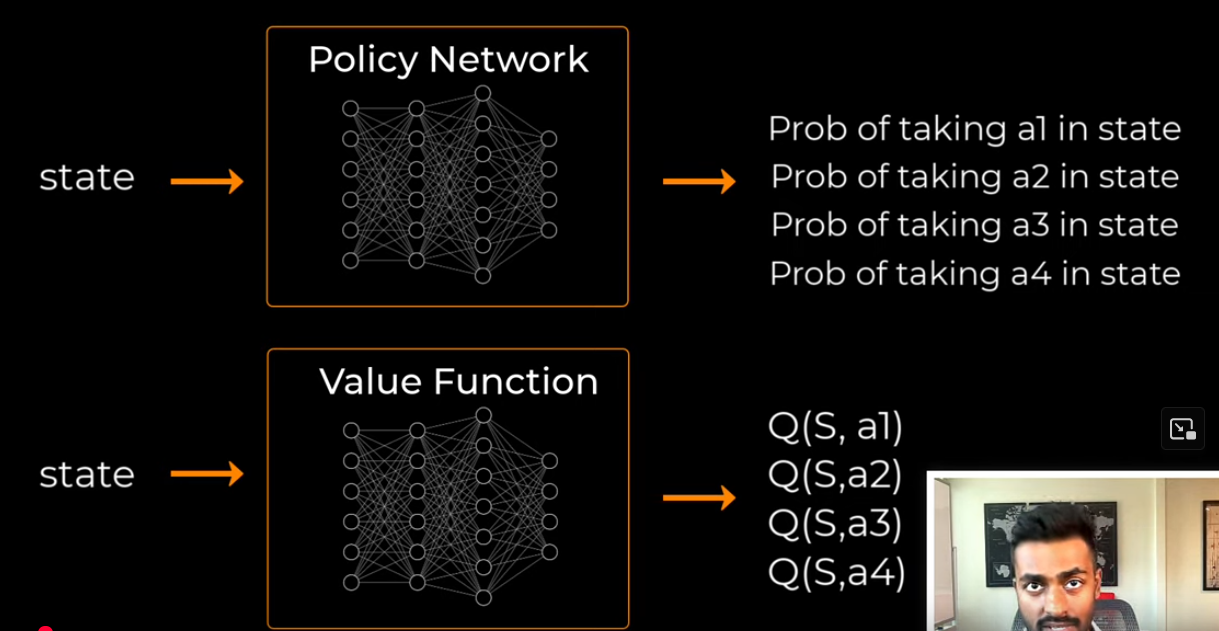 Policy Network
state
Prob of taking a1 in state
Prob of taking a2 in state
Prob of taking a3 in state
Prob of taking a4 in state
Value Function
state
Q(S, a1)
Q(S,a2)
Q(S,a3)
Q(S,a4)